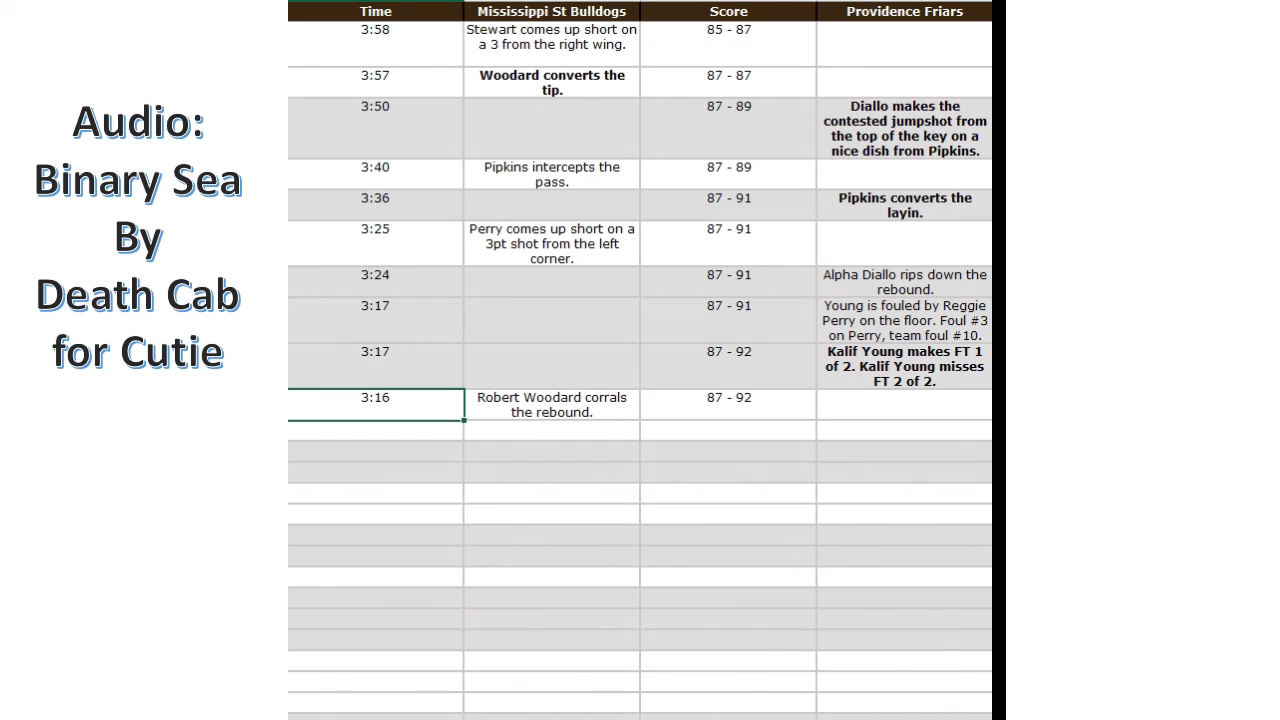 Audio:
Binary Sea
By
Death Cab
for Cutie
Time Mississippi St Bulldogs Score Providence Friars
3:58 Stewart comes up short on 85 - 87
a 3 from the right wing.
3:57 Woodard converts the 87 - 87
tip.
3:50 87 - 89 Diallo makes the
contested jumpshot from
the top of the key on a
nice dish from Pipkins.
3:40 Pipkins intercepts the 87 - 89
pass.
3:36 87 - 91 Pipkins converts the
layin.
3:25 Perry comes up short on a 87 - 91
3pt shot from the left
corner.
3:24 87 - 91 Alpha Diallo rips down the
rebound.
3:17 87 - 91 Young is fouled by Reggie
Perry on the floor. Foul #3
on Perry, team foul #10.
3:17 87 - 92 Kalif Young makes FT 1
of 2. Kalif Young misses
FT 2 of 2.
3:16 Robert Woodard corrals 87 - 92
the rebound.